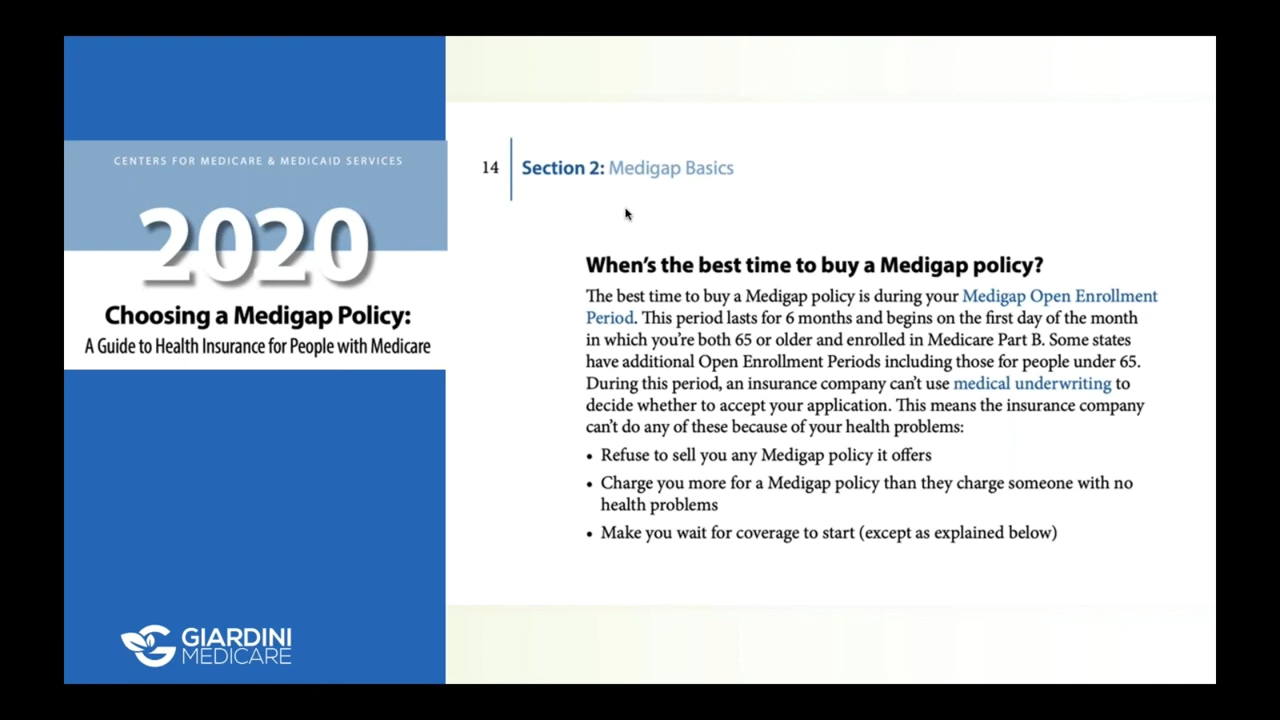 CENTERS FOR MEDICARE & MEDICAID SERVICES
2020
Choosing a Medigap Policy:
A Guide to Health Insurance for People with Medicare
GIARDINI
MEDICARE
14
Section 2: Medigap Basics
When's the best time to buy a Medigap policy?
The best time to buy a Medigap policy is during your Medigap Open Enrollment
Period. This period lasts for 6 months and begins on the first day of the month
in which you're both 65 or older and enrolled in Medicare Part B. Some states
have additional Open Enrollment Periods including those for people under 65.
During this period, an insurance company can't use medical underwriting to
decide whether to accept your application. This means the insurance company
can't do any of these because of your health problems:
• Refuse to sell you any Medigap policy it offers
• Charge you more for a Medigap policy than they charge someone with no
health problems
• Make you wait for coverage to start (except as explained below)